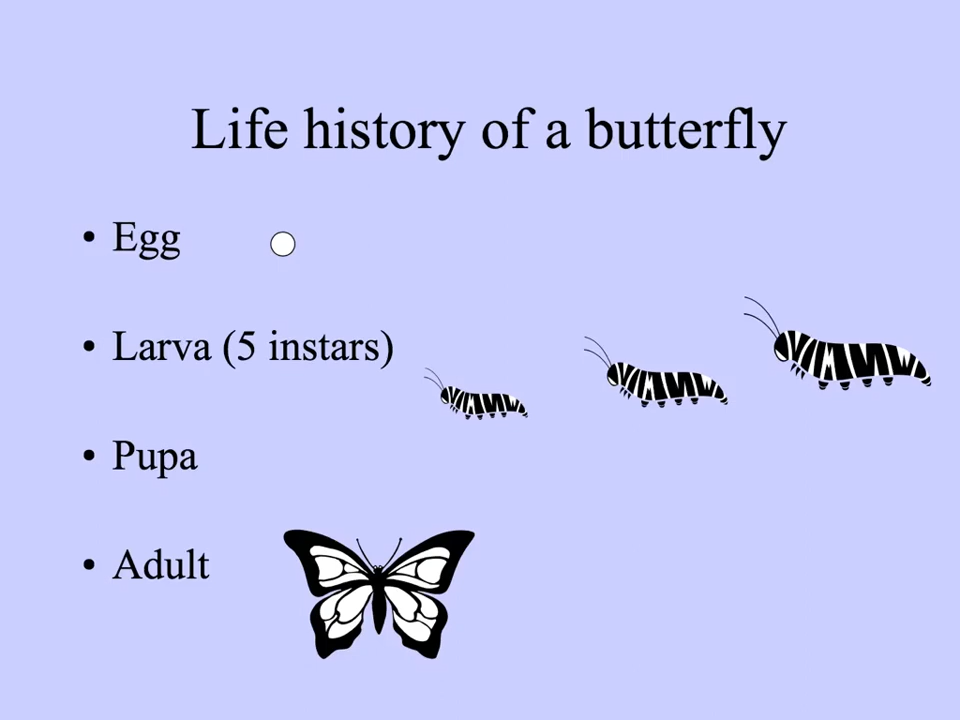 Life history of a butterfly
• Egg
• Larva (5 instars)
• Pupa
• Adult